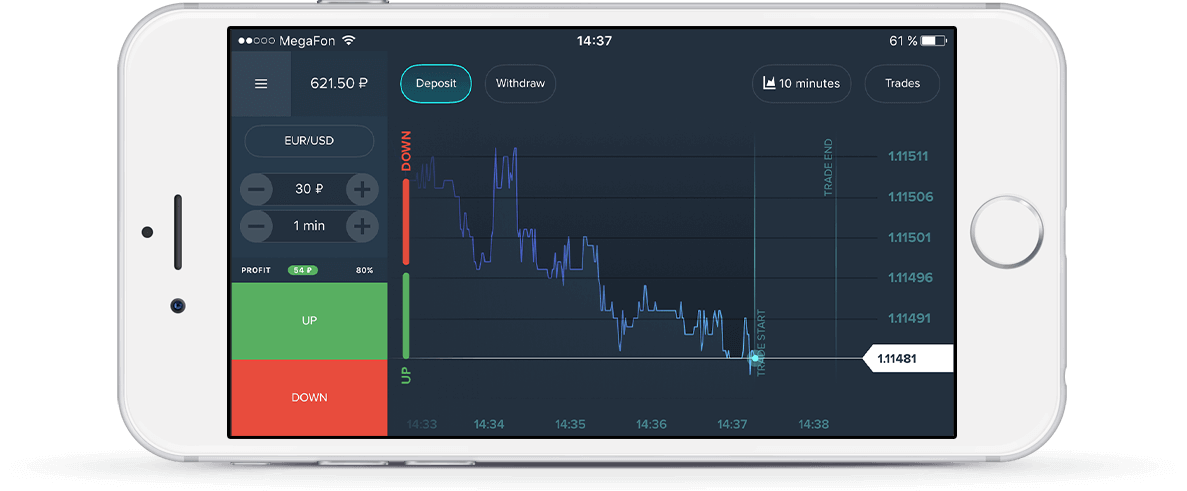 MegaFon
14:37
61 %
621.50 ₽
Deposit
Withdraw
10 minutes
Trades
EUR/USD
30 ₽
1 min
PROFIT 54 ₽ 80%
UP
DOWN
DOWN
UP
TRADE START
TRADE END
1.11511
1.11506
1.11501
1.11496
1.11491
1.11481
14:33 14:34 14:35 14:36 14:37 14:38